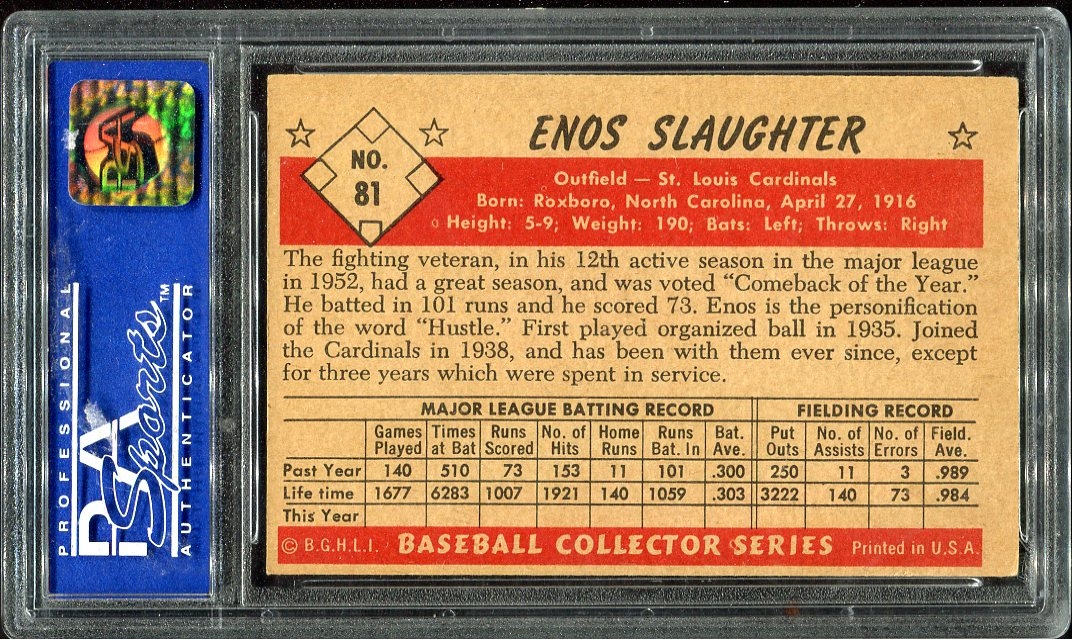 PSA
PROFESSIONAL
PSA Sports™
AUTHENTICATOR
NO.
81
ENOS SLAUGHTER
Outfield — St. Louis Cardinals
Born: Roxboro, North Carolina, April 27, 1916
Height: 5-9; Weight: 190; Bats: Left; Throws: Right
The fighting veteran, in his 12th active season in the major league
in 1952, had a great season, and was voted “Comeback of the Year.”
He batted in 101 runs and he scored 73. Enos is the personification
of the word “Hustle.” First played organized ball in 1935. Joined
the Cardinals in 1938, and has been with them ever since, except
for three years which were spent in service.
MAJOR LEAGUE BATTING RECORD FIELDING RECORD
Games Times Runs No. of Home Runs Bat. Put No. of No. of Field.
Played at Bat Scored Hits Runs Bat. In Ave. Outs Assists Errors Ave.
Past Year 140 510 73 153 11 101 .300 250 11 3 .989
Life time 1677 6283 1007 1921 140 1059 .303 3222 140 73 .984
This Year
© B.G.H.L.I. BASEBALL COLLECTOR SERIES Printed in U.S.A.